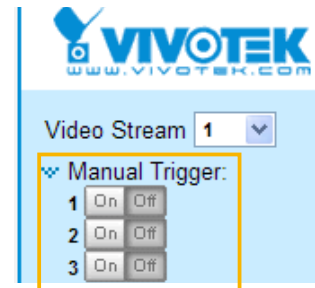 VIVOTEK
www.vivotek.com
Video Stream 1
Manual Trigger:
1 On Off
2 On Off
3 On Off